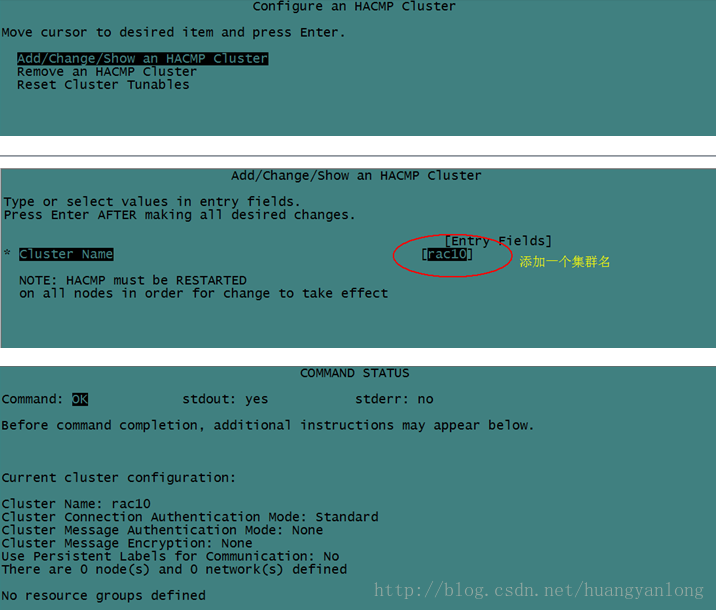 Configure an HACMP Cluster
Move cursor to desired item and press Enter.
Add/Change/Show an HACMP Cluster
Remove an HACMP Cluster
Reset Cluster Tunables
Add/Change/Show an HACMP Cluster
Type or select values in entry fields.
Press Enter AFTER making all desired changes.
[Entry Fields]
* Cluster Name [rac10] 添加一个集群名
NOTE: HACMP must be RESTARTED
on all nodes in order for change to take effect
COMMAND STATUS
Command: OK stdout: yes stderr: no
Before command completion, additional instructions may appear below.
Current cluster configuration:
Cluster Name: rac10
Cluster Connection Authentication Mode: Standard
Cluster Message Authentication Mode: None
Cluster Message Encryption: None
Use Persistent Labels for Communication: No
There are 0 node(s) and 0 network(s) defined
No resource groups defined
http://blog.csdn.net/huangyanlong